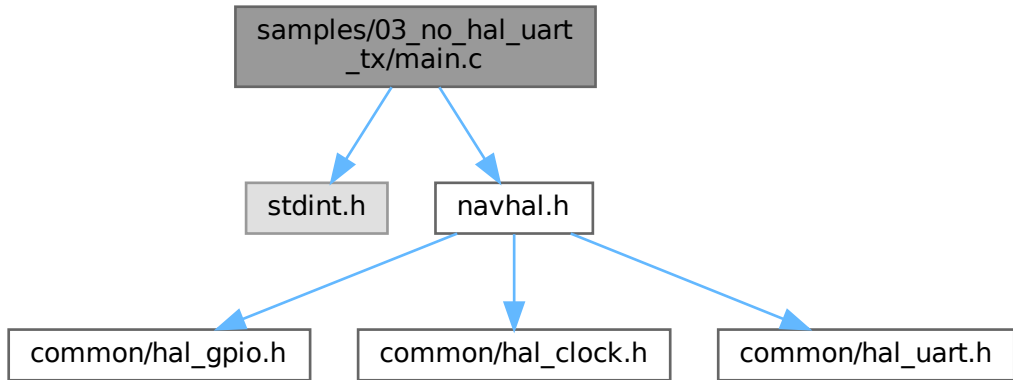 samples/03_no_hal_uart
_tx/main.c
stdint.h
navhal.h
common/hal_gpio.h
common/hal_clock.h
common/hal_uart.h